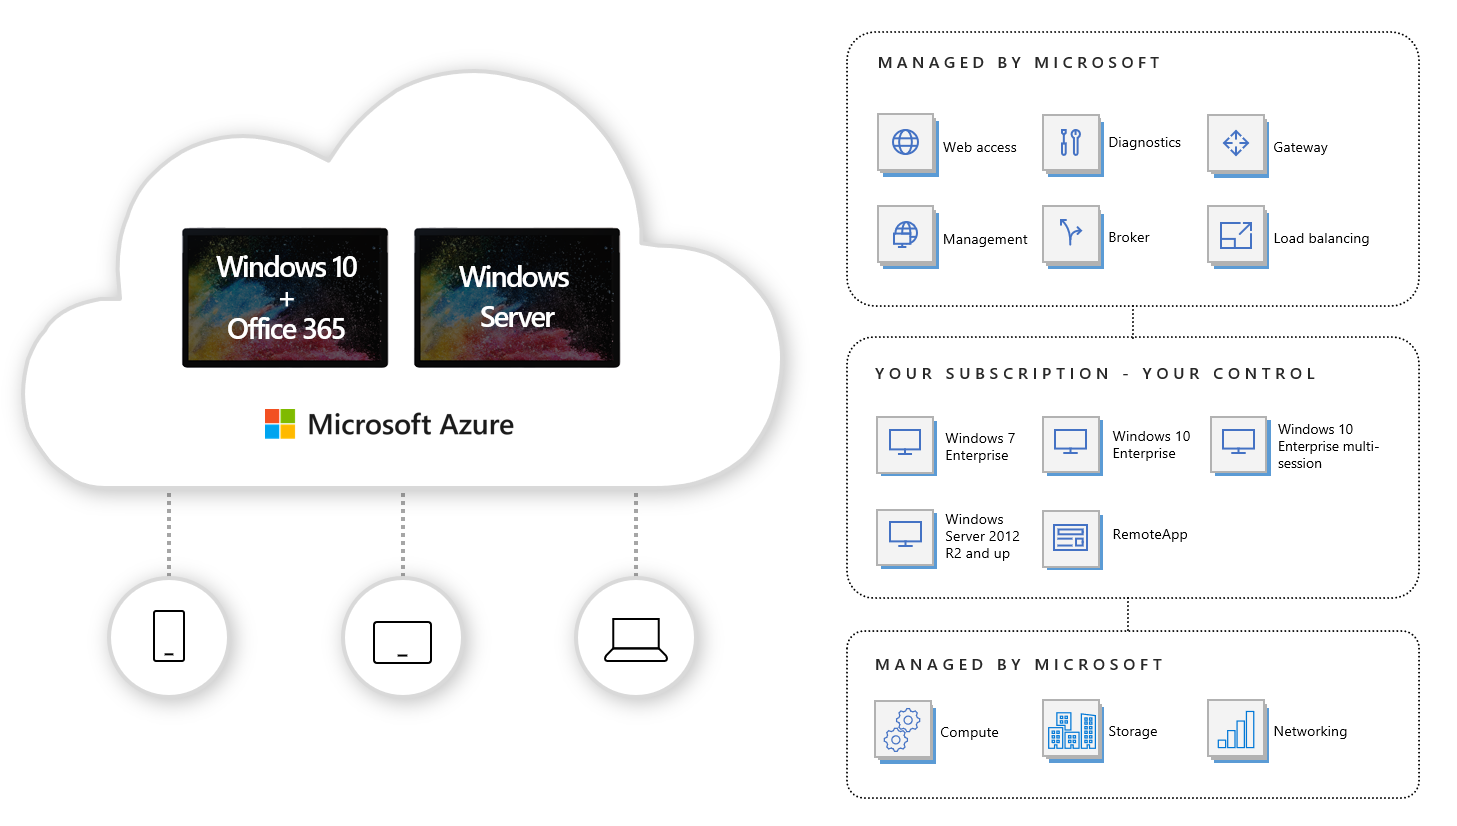 Windows 10
+
Office 365
Windows
Server
Microsoft Azure
MANAGED BY MICROSOFT
Web access
Diagnostics
Gateway
Management
Broker
Load balancing
YOUR SUBSCRIPTION - YOUR CONTROL
Windows 7
Enterprise
Windows 10
Enterprise
Windows 10
Enterprise multi-
session
Windows
Server 2012
R2 and up
RemoteApp
MANAGED BY MICROSOFT
Compute
Storage
Networking